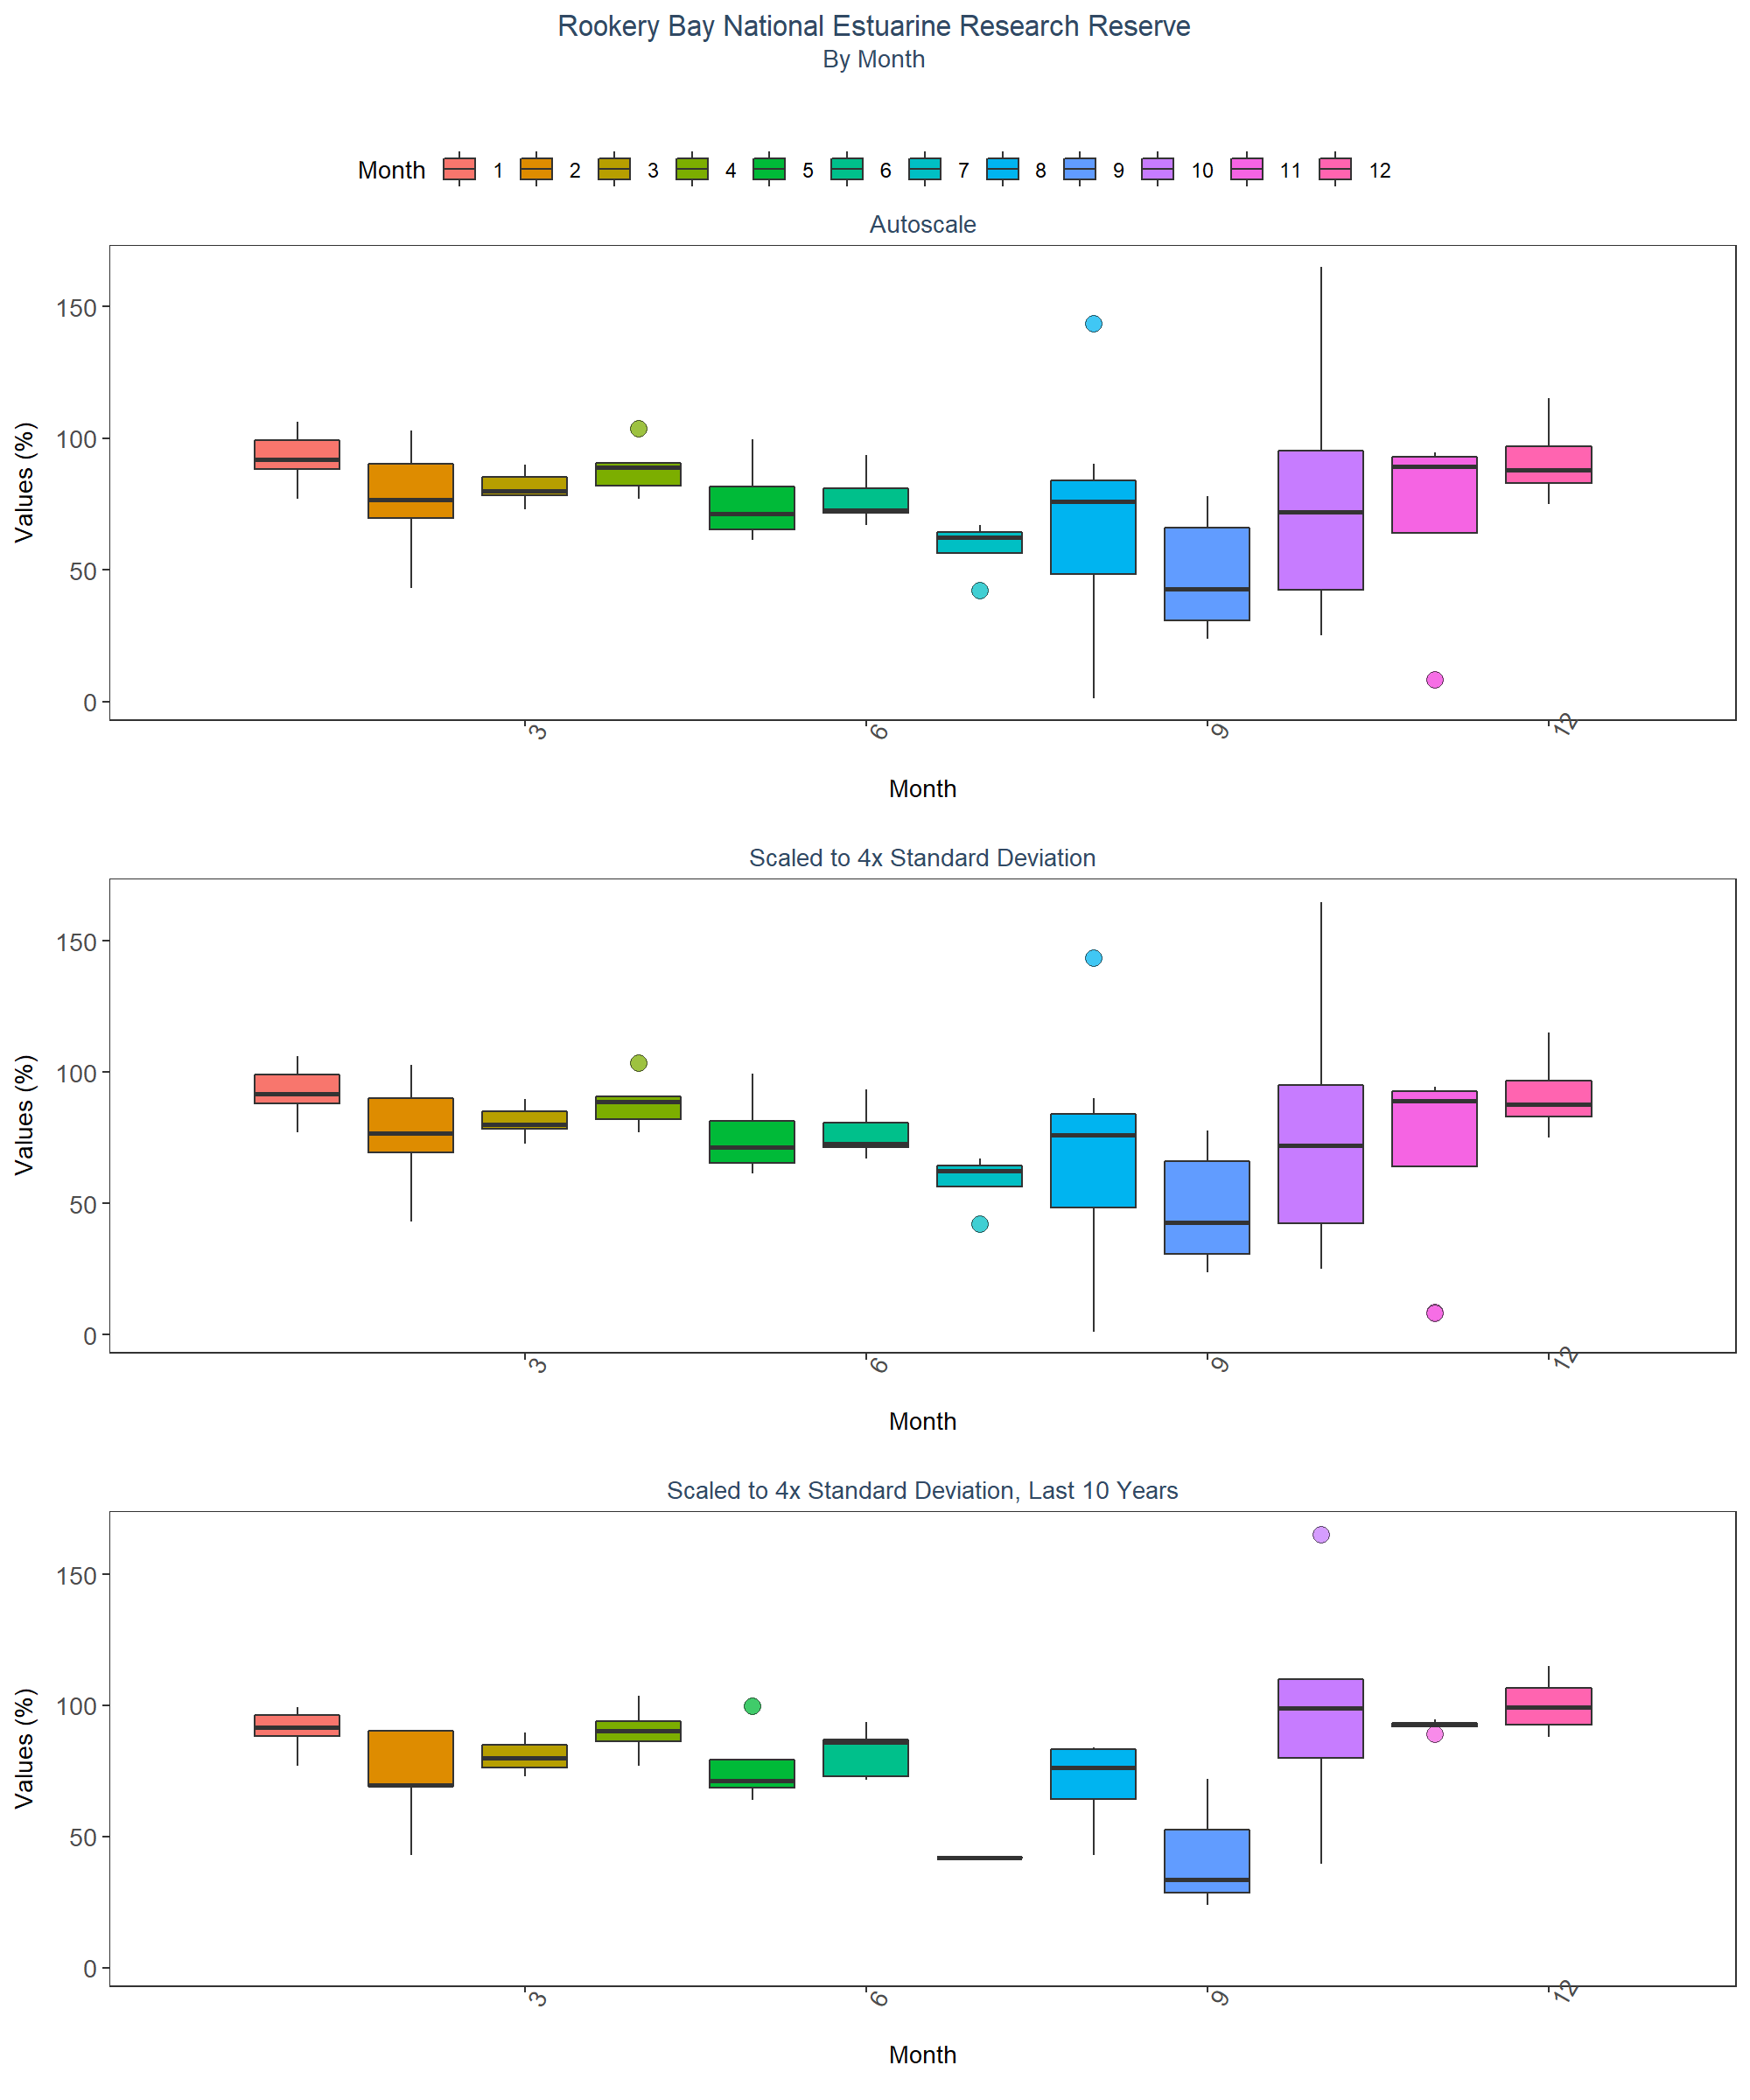 Rookery Bay National Estuarine Research Reserve
By Month
Month 1 2 3 4 5 6 7 8 9 10 11 12
Autoscale
Values (%)
150
100
50
0
3 6 9 12
Month
Scaled to 4x Standard Deviation
Values (%)
150
100
50
0
3 6 9 12
Month
Scaled to 4x Standard Deviation, Last 10 Years
Values (%)
150
100
50
0
3 6 9 12
Month